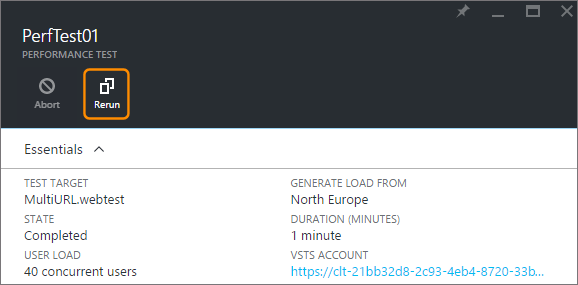 PerfTest01
PERFORMANCE TEST
Abort Rerun
Essentials
TEST TARGET GENERATE LOAD FROM
MultiURL.webtest North Europe
STATE DURATION (MINUTES)
Completed 1 minute
USER LOAD VSTS ACCOUNT
40 concurrent users https://clt-21bb32d8-2c93-4eb4-8720-33b...